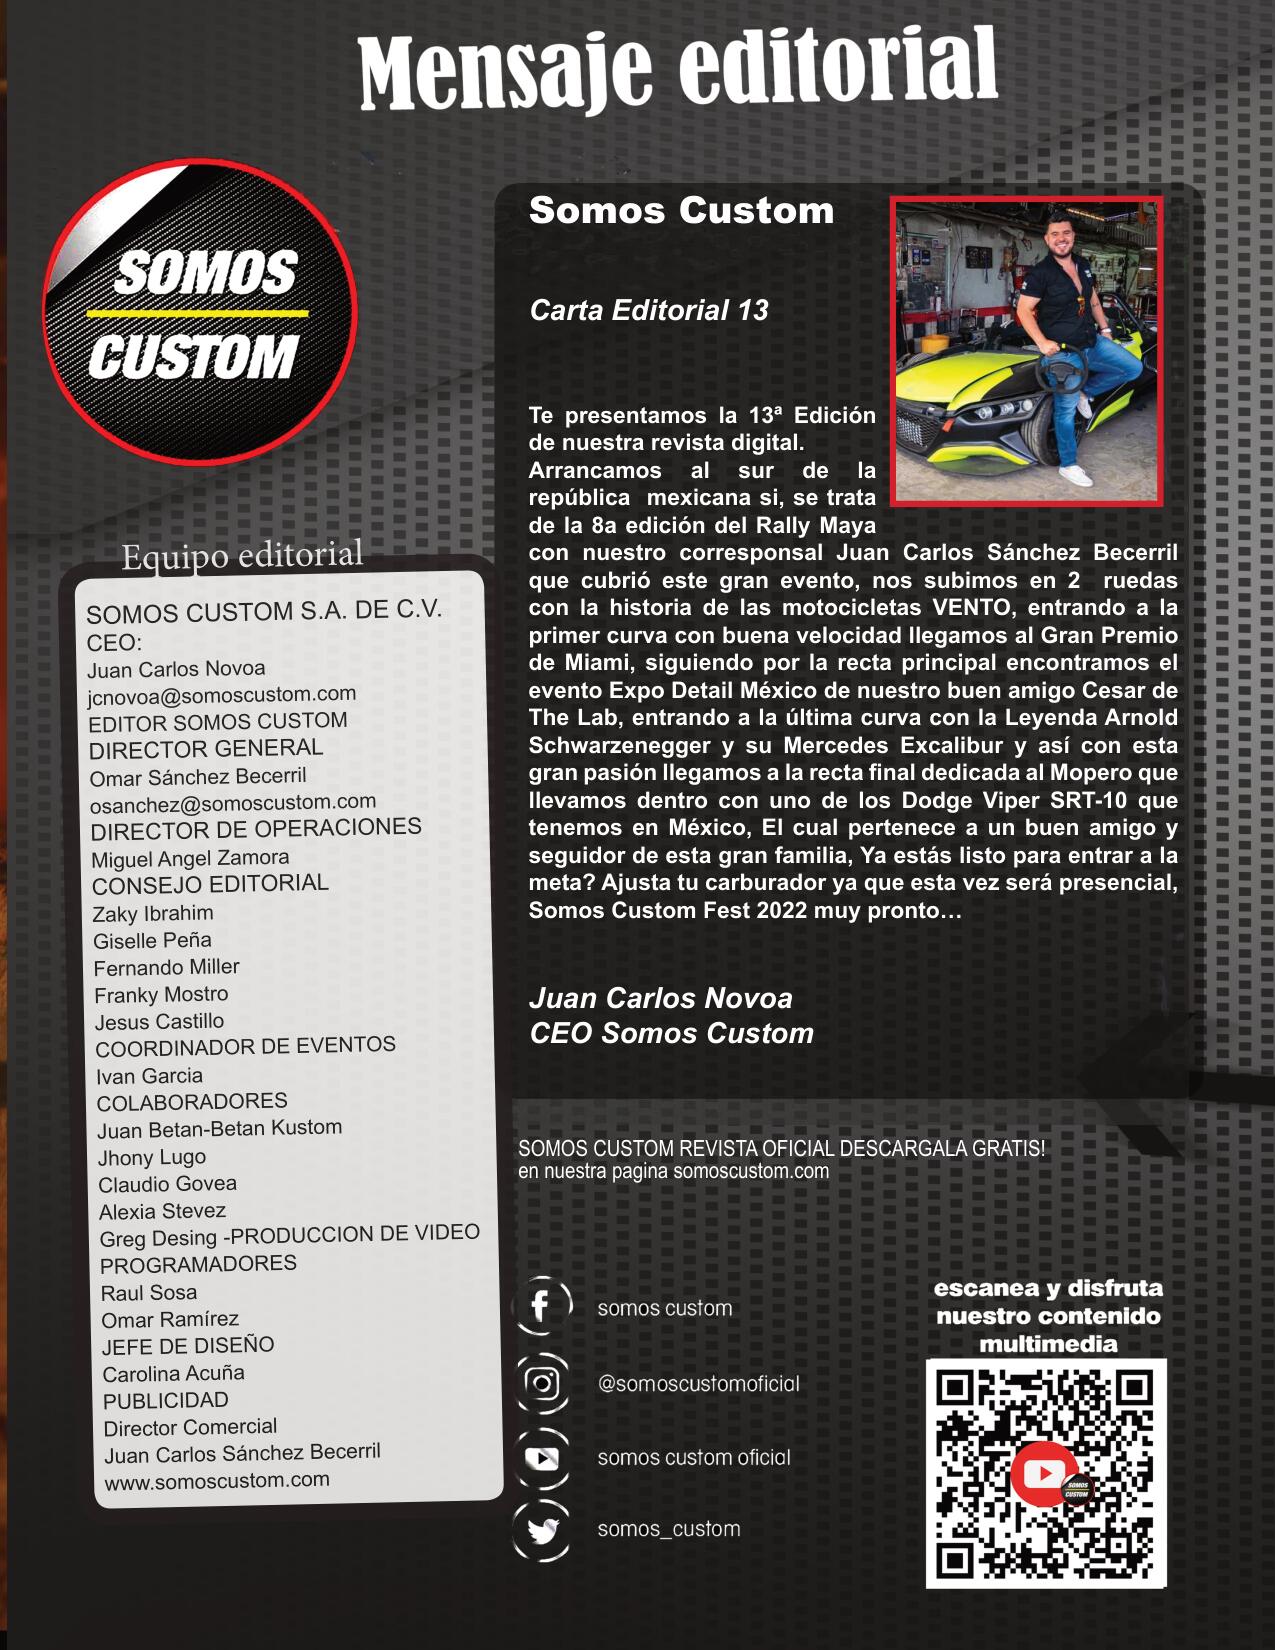 Mensaje editorial
SOMOS
CUSTOM
Somos Custom
Carta Editorial 13
Te presentamos la 13ª Edición
de nuestra revista digital.
Arrancamos al sur de la
república mexicana si, se trata
de la 8a edición del Rally Maya
con nuestro corresponsal Juan Carlos Sánchez Becerril
que cubrió este gran evento, nos subimos en 2 ruedas
con la historia de las motocicletas VENTO, entrando a la
primer curva con buena velocidad llegamos al Gran Premio
de Miami, siguiendo por la recta principal encontramos el
evento Expo Detail México de nuestro buen amigo Cesar de
The Lab, entrando a la última curva con la Leyenda Arnold
Schwarzenegger y su Mercedes Excalibur y así con esta
gran pasión llegamos a la recta final dedicada al Mopero que
llevamos dentro con uno de los Dodge Viper SRT-10 que
tenemos en México, El cual pertenece a un buen amigo y
seguidor de esta gran familia, Ya estás listo para entrar a la
meta? Ajusta tu carburador ya que esta vez será presencial,
Somos Custom Fest 2022 muy pronto…
Juan Carlos Novoa
CEO Somos Custom
Equipo editorial
SOMOS CUSTOM S.A. DE C.V.
CEO:
Juan Carlos Novoa
jcnovoa@somoscustom.com
EDITOR SOMOS CUSTOM
DIRECTOR GENERAL
Omar Sánchez Becerril
osanchez@somoscustom.com
DIRECTOR DE OPERACIONES
Miguel Angel Zamora
CONSEJO EDITORIAL
Zaky Ibrahim
Giselle Peña
Fernando Miller
Franky Mostro
Jesus Castillo
COORDINADOR DE EVENTOS
Ivan Garcia
COLABORADORES
Juan Betan-Betan Kustom
Jhony Lugo
Claudio Govea
Alexia Stevez
Greg Desing -PRODUCCION DE VIDEO
PROGRAMADORES
Raul Sosa
Omar Ramírez
JEFE DE DISEÑO
Carolina Acuña
PUBLICIDAD
Director Comercial
Juan Carlos Sánchez Becerril
www.somoscustom.com
SOMOS CUSTOM REVISTA OFICIAL DESCARGALA GRATIS!
en nuestra pagina somoscustom.com
somos custom
@somoscustomoficial
somos custom oficial
somos_custom
escanea y disfruta
nuestro contenido
multimedia
SOMOS
CUSTOM